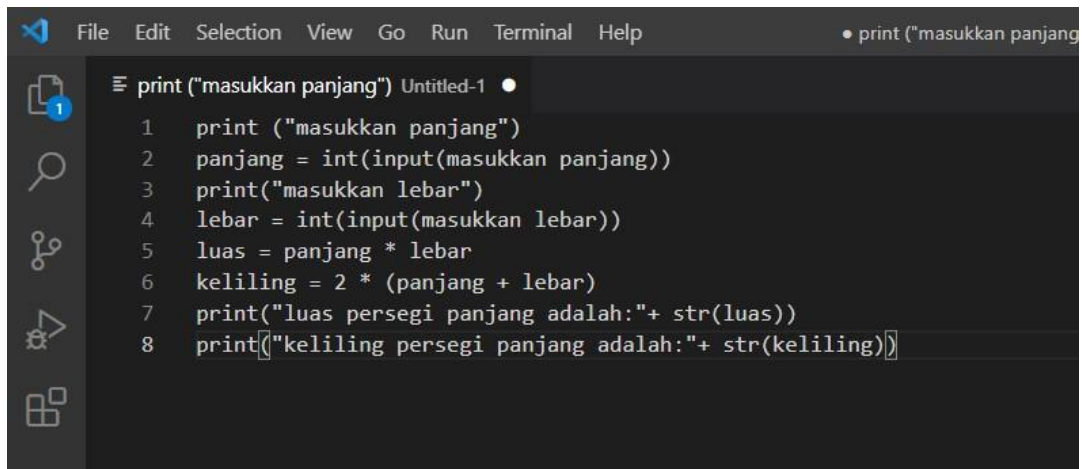 File Edit Selection View Go Run Terminal Help ● print ("masukkan panjang
print ("masukkan panjang") Untitled-1 ●
1
1 print ("masukkan panjang")
2 panjang = int(input(masukkan panjang))
3 print("masukkan lebar")
4 lebar = int(input(masukkan lebar))
5 luas = panjang * lebar
6 keliling = 2 * (panjang + lebar)
7 print("luas persegi panjang adalah:"+ str(luas))
8 print("keliling persegi panjang adalah:"+ str(keliling))